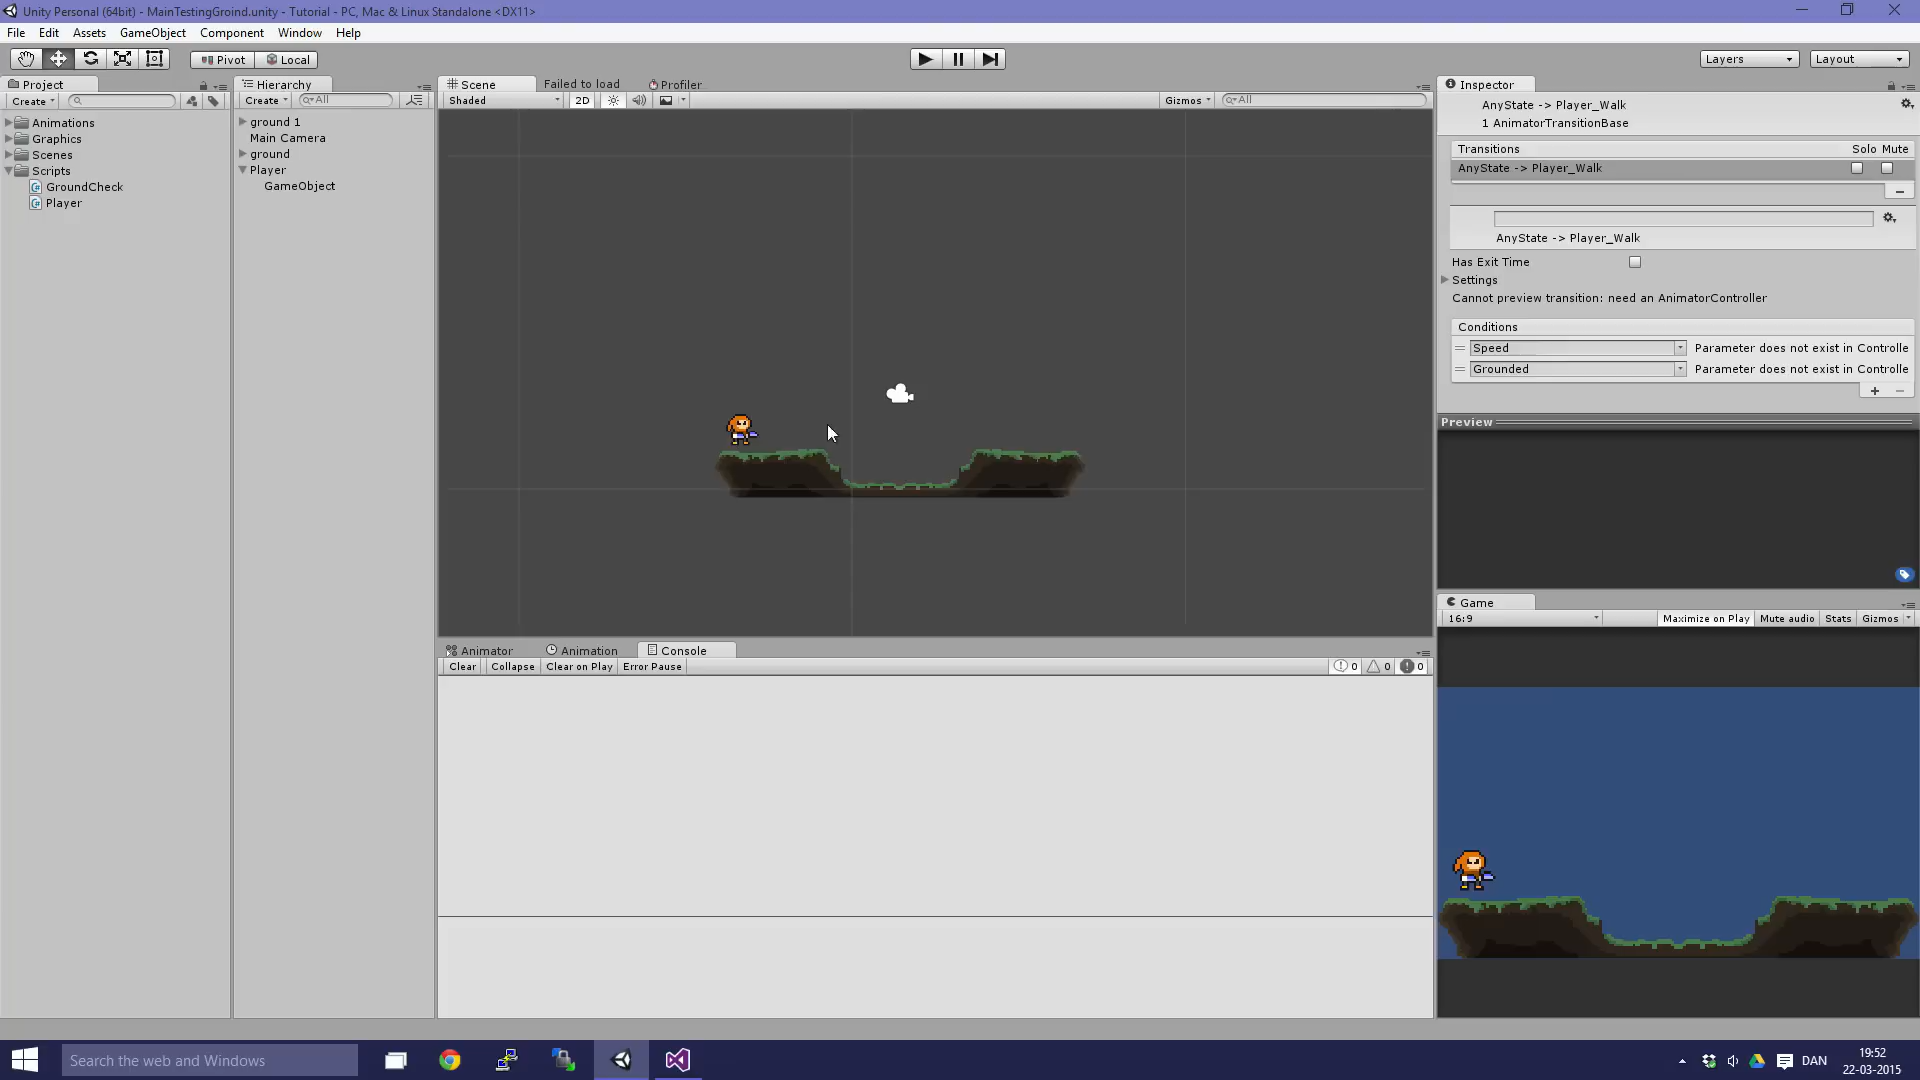 Unity Personal (64bit) - MainTestingGroind.unity - Tutorial - PC, Mac & Linux Standalone <DX11>
File Edit Assets GameObject Component Window Help
Pivot Local Layers Layout
Project
Create
Animations
Graphics
Scenes
Scripts
GroundCheck
Player
Hierarchy
Create All
ground 1
Main Camera
ground
Player
GameObject
Scene Failed to load Profiler
Shaded 2D Gizmos All
Animator Animation Console
Clear Collapse Clear on Play Error Pause 0 0 0
Inspector
AnyState -> Player_Walk
1 AnimatorTransitionBase
Transitions Solo Mute
AnyState -> Player_Walk
AnyState -> Player_Walk
Has Exit Time
Settings
Cannot preview transition: need an AnimatorController
Conditions
Speed Parameter does not exist in Controlle
Grounded Parameter does not exist in Controlle
Preview
Game
16:9 Maximize on Play Mute audio Stats Gizmos
Search the web and Windows
DAN
19:52
22-03-2015